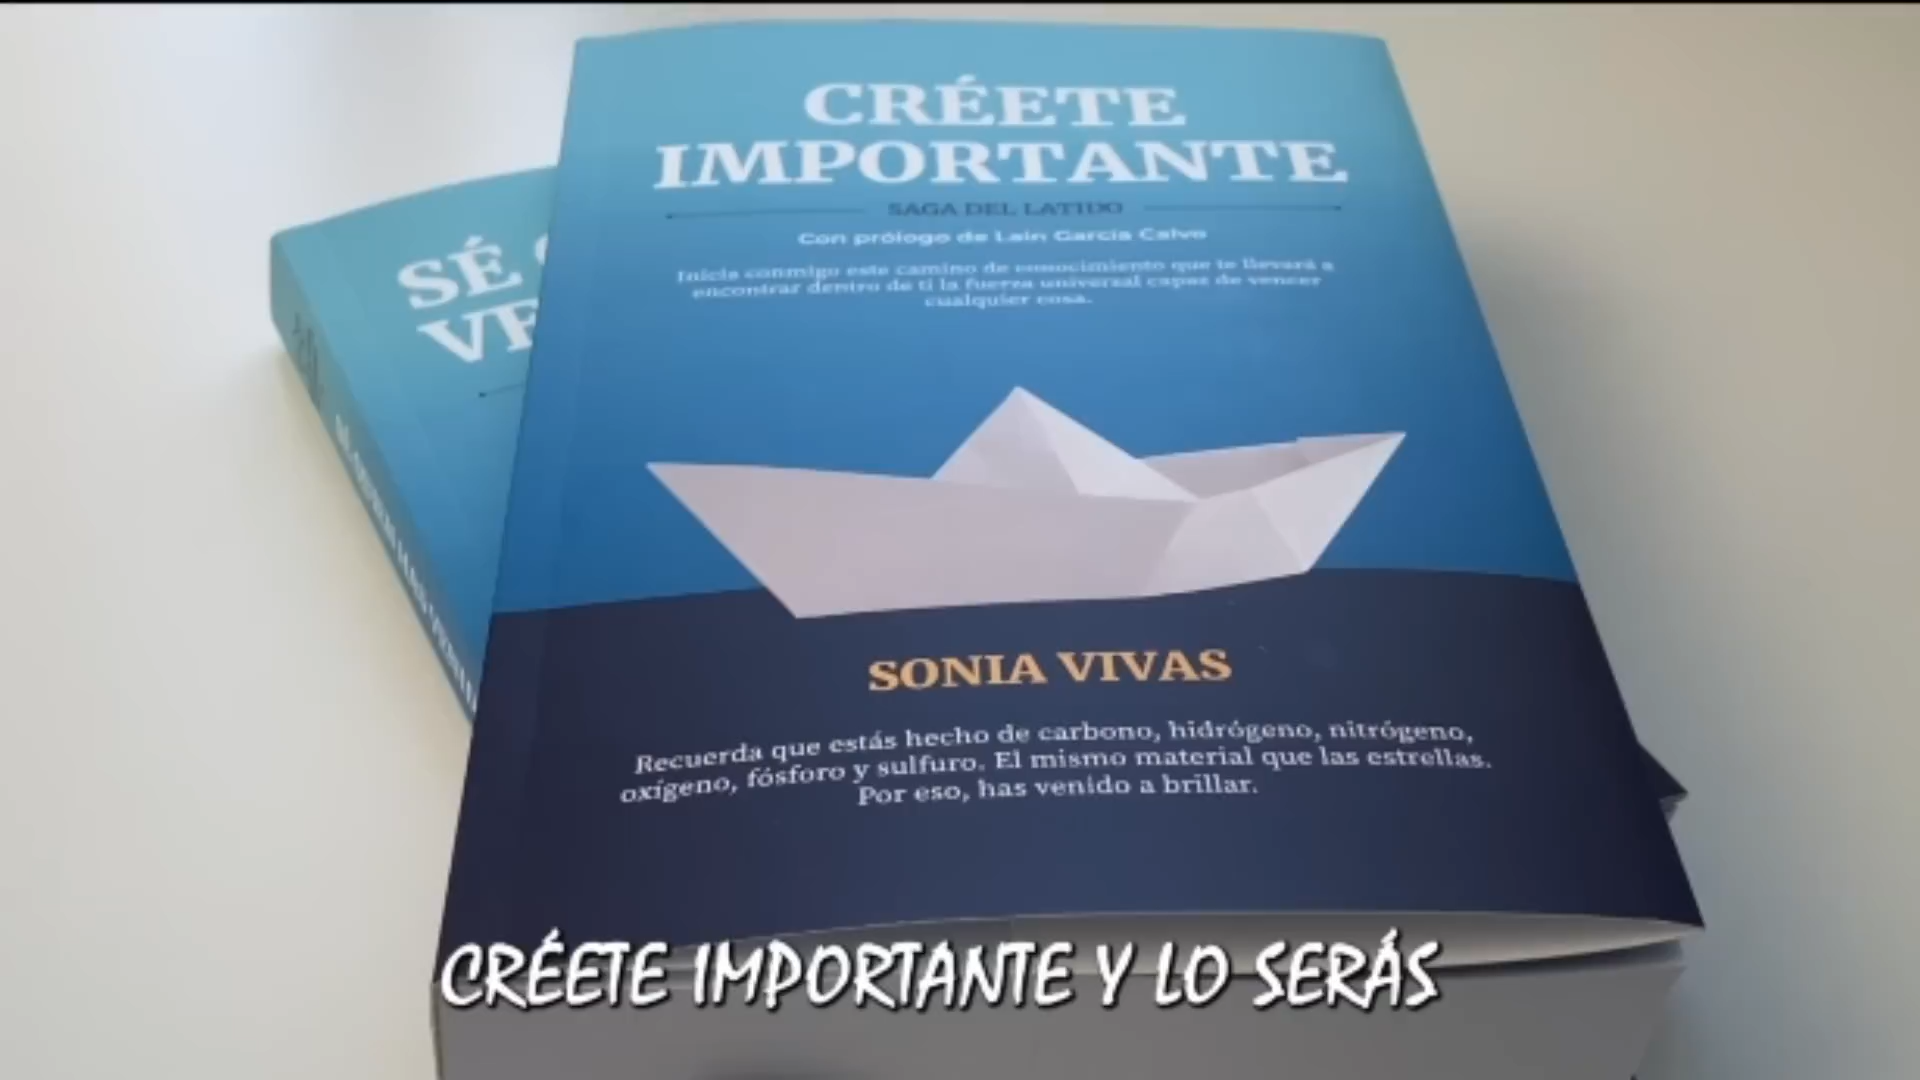 CRÉETE
IMPORTANTE
SAGA DEL LATIDO
Con prólogo de Laín García Calvo
Inicia conmigo este camino de conocimiento que te llevará a
encontrar dentro de ti la fuerza universal capaz de vencer
cualquier cosa.
SÉ
SONIA VIVAS
Recuerda que estás hecho de carbono, hidrógeno, nitrógeno,
oxígeno, fósforo y sulfuro. El mismo material que las estrellas.
Por eso, has venido a brillar.
CRÉETE IMPORTANTE Y LO SERÁS